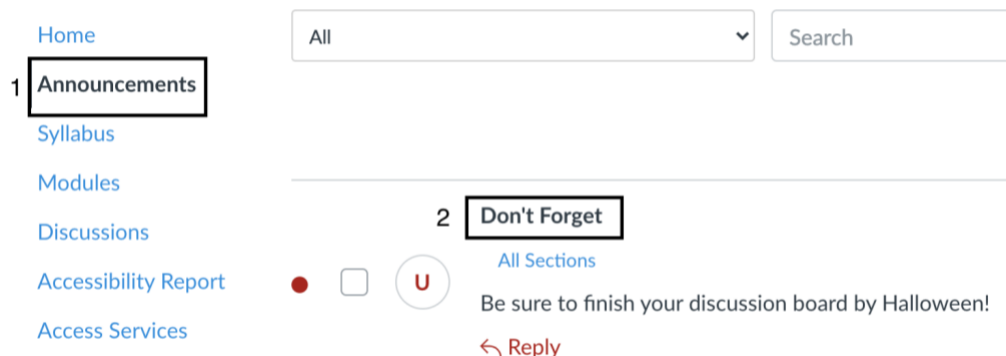 Home
All
Search
1 Announcements
Syllabus
Modules
2 Don't Forget
Discussions
All Sections
Accessibility Report
U
Be sure to finish your discussion board by Halloween!
Access Services
Reply